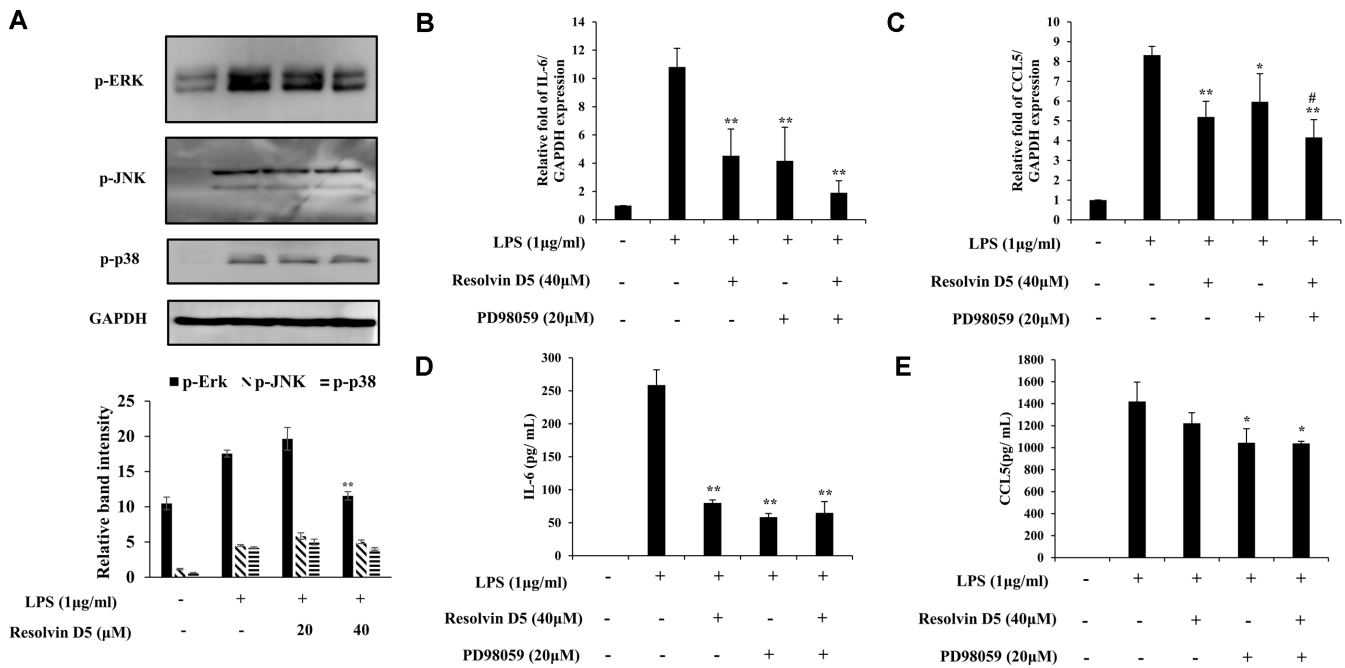 A
p-ERK
p-JNK
p-p38
GAPDH
p-Erk p-JNK p-p38
Relative band intensity
25
20
15
10
5
0
LPS (1μg/ml) - + + +
Resolvin D5 (μM) - - 20 40
**
B
Relative fold of IL-6/
GAPDH expression
14
12
10
8
6
4
2
0
** ** **
LPS (1μg/ml) - + + + +
Resolvin D5 (40μM) - - + - +
PD98059 (20μM) - - - + +
C
Relative fold of CCL5/
GAPDH expression
10
9
8
7
6
5
4
3
2
1
0
#
** * **
LPS (1μg/ml) - + + + +
Resolvin D5 (40μM) - - + - +
PD98059 (20μM) - - - + +
D
IL-6 (pg/ mL)
300
250
200
150
100
50
0
** ** **
LPS (1μg/ml) - + + + +
Resolvin D5 (40μM) - - + - +
PD98059 (20μM) - - - + +
E
CCL5(pg/ mL)
1800
1600
1400
1200
1000
800
600
400
200
0
* *
LPS (1μg/ml) - + + + +
Resolvin D5 (40μM) - - + - +
PD98059 (20μM) - - - + +